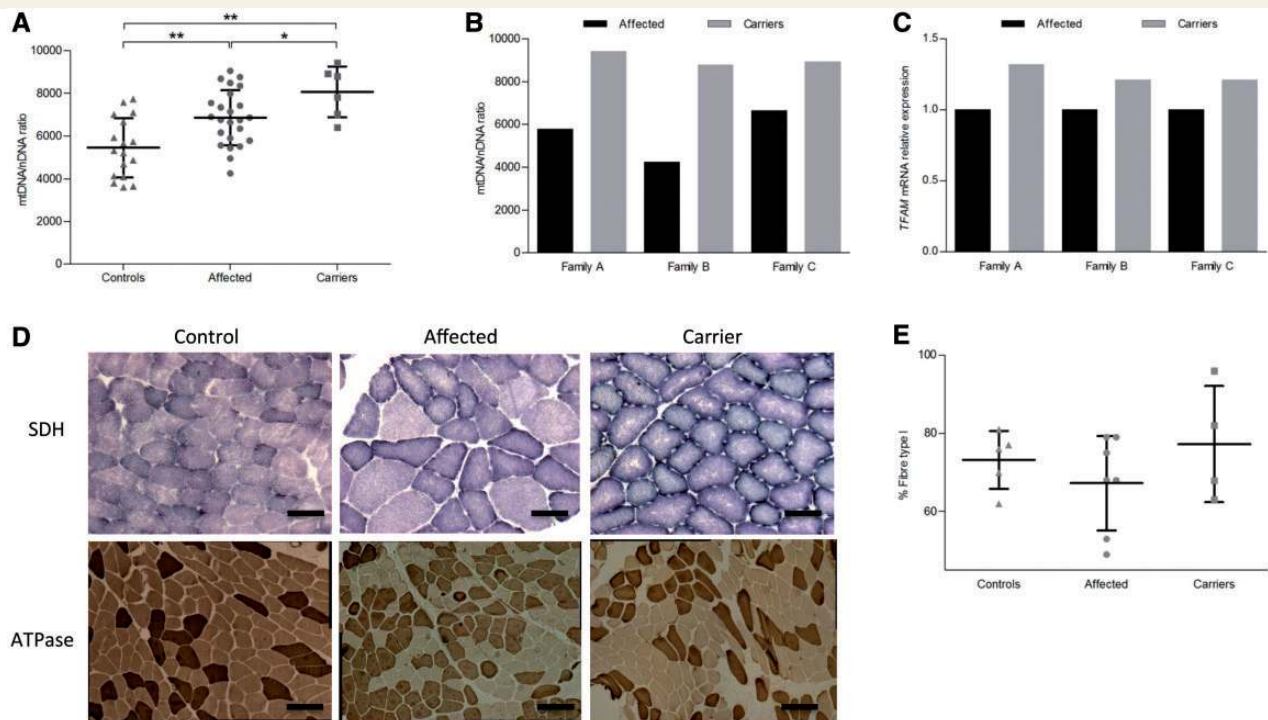 A
**
**
*
10000
8000
6000
4000
2000
0
mtDNA/nDNA ratio
Controls
Affected
Carriers
B
Affected
Carriers
10000
8000
6000
4000
2000
0
mtDNA/nDNA ratio
Family A
Family B
Family C
C
Affected
Carriers
1.5
1.0
0.5
0.0
TFAM mRNA relative expression
Family A
Family B
Family C
D
Control
Affected
Carrier
SDH
ATPase
E
100
80
60
% Fibre type I
Controls
Affected
Carriers